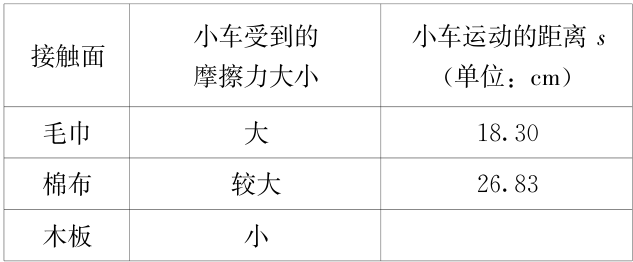 接触面
小车受到的
摩擦力大小
小车运动的距离 s
（单位：cm）
毛巾
大
18.30
棉布
较大
26.83
木板
小